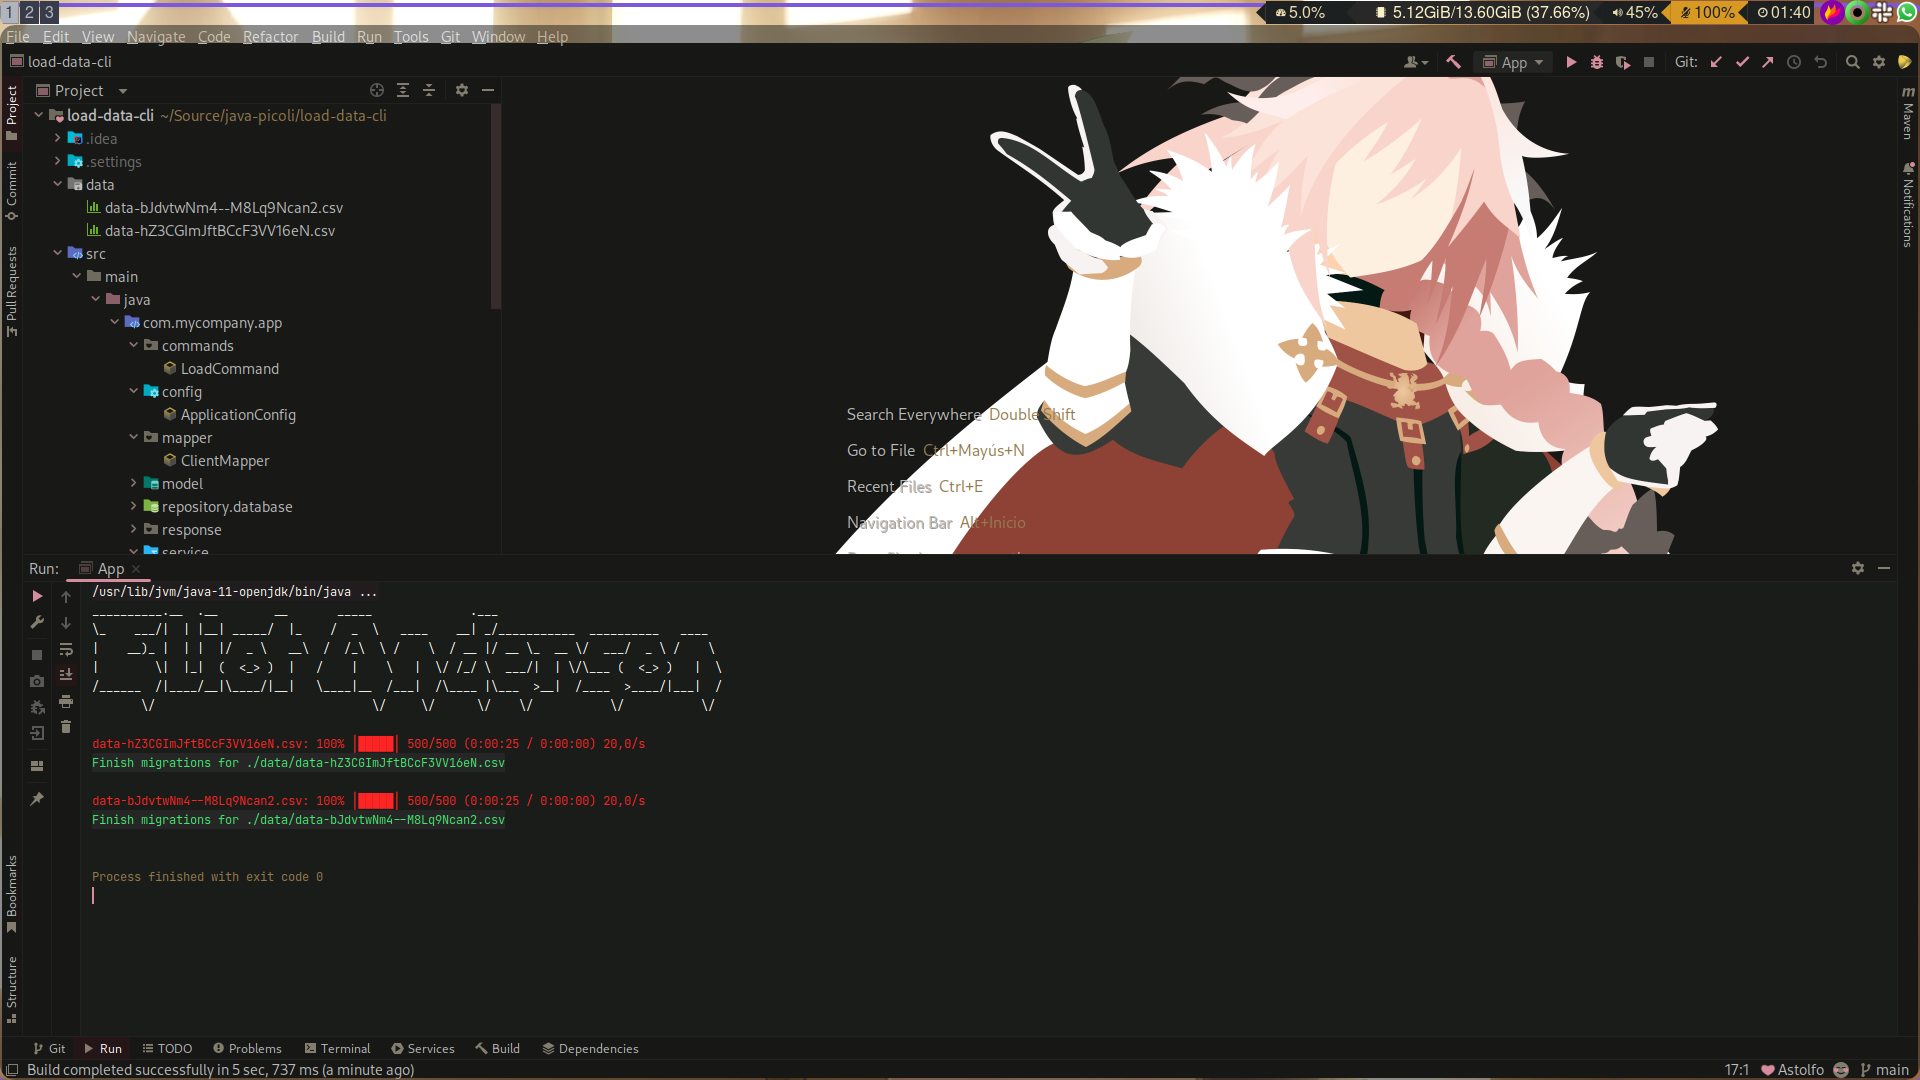 1 2 3
5.0% 5.12GiB/13.60GiB (37.66%) 45% 100% 01:40
File Edit View Navigate Code Refactor Build Run Tools Git Window Help
load-data-cli
App Git:
Project
load-data-cli ~/Source/java-picoli/load-data-cli
.idea
.settings
data
data-bJdvtwNm4--M8Lq9Ncan2.csv
data-hZ3CGImJftBCcF3VV16eN.csv
src
main
java
com.mycompany.app
commands
LoadCommand
config
ApplicationConfig
mapper
ClientMapper
model
repository.database
response
service
Project
Commit
Pull Requests
Bookmarks
Structure
Search Everywhere Double Shift
Go to File Ctrl+Mayús+N
Recent Files Ctrl+E
Navigation Bar Alt+Inicio
m Maven
Notifications
Run: App
/usr/lib/jvm/java-11-openjdk/bin/java ...
Elliot Anderson
data-hZ3CGImJftBCcF3VV16eN.csv: 100% │█████│ 500/500 (0:00:25 / 0:00:00) 20,0/s
Finish migrations for ./data/data-hZ3CGImJftBCcF3VV16eN.csv
data-bJdvtwNm4--M8Lq9Ncan2.csv: 100% │█████│ 500/500 (0:00:25 / 0:00:00) 20,0/s
Finish migrations for ./data/data-bJdvtwNm4--M8Lq9Ncan2.csv
Process finished with exit code 0
Git Run TODO Problems Terminal Services Build Dependencies
Build completed successfully in 5 sec, 737 ms (a minute ago)
17:1 Astolfo main